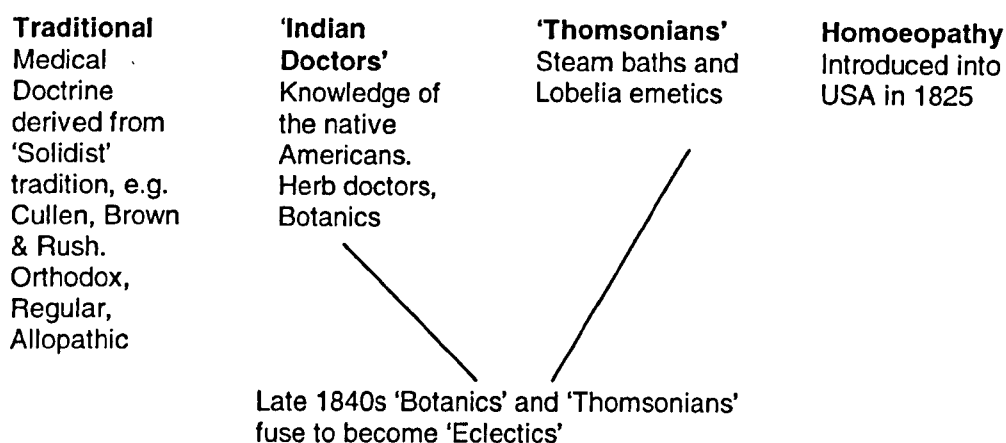 Traditional
Medical
Doctrine
derived from
'Solidist'
tradition, e.g.
Cullen, Brown
& Rush.
Orthodox,
Regular,
Allopathic
'Indian
Doctors'
Knowledge of
the native
Americans.
Herb doctors,
Botanics
'Thomsonians'
Steam baths and
Lobelia emetics
Homoeopathy
Introduced into
USA in 1825
Late 1840s 'Botanics' and 'Thomsonians'
fuse to become 'Eclectics'